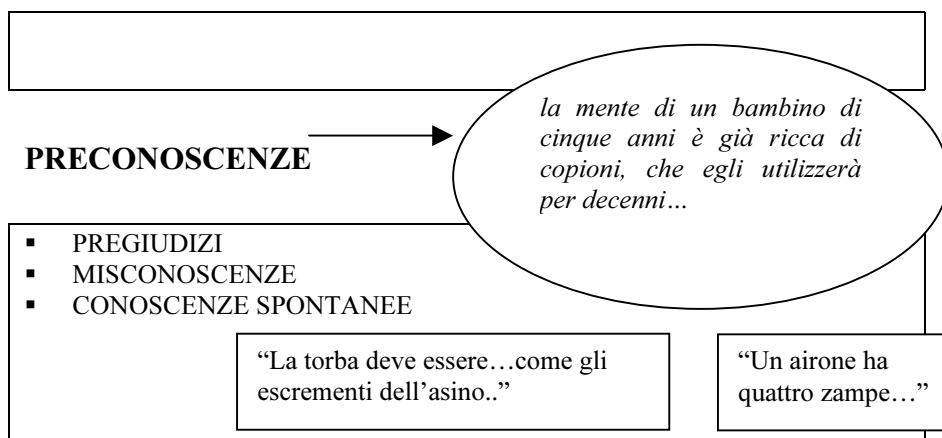 la mente di un bambino di
cinque anni è già ricca di
copioni, che egli utilizzerà
per decenni…
PRECONOSCENZE
▪ PREGIUDIZI
▪ MISCONOSCENZE
▪ CONOSCENZE SPONTANEE
“La torba deve essere…come gli
escrementi dell’asino..”
“Un airone ha
quattro zampe…”